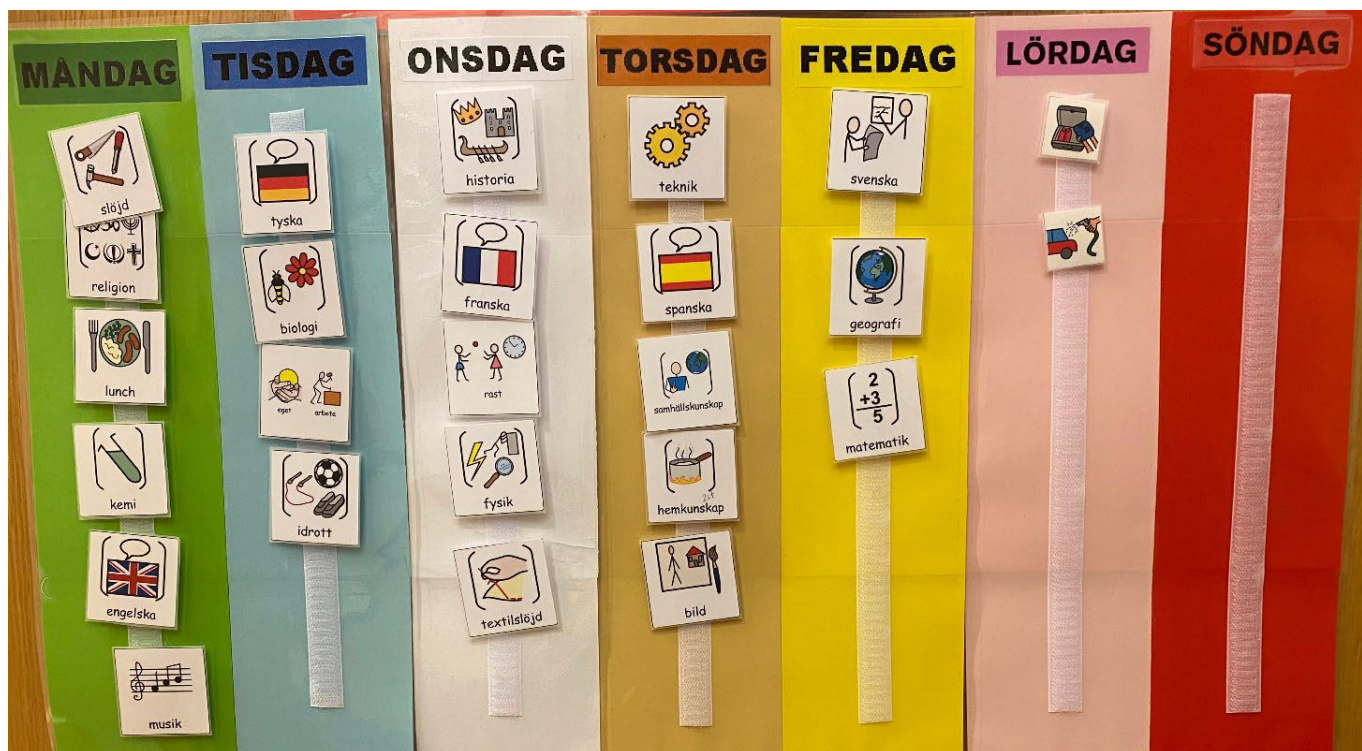 MÅNDAG
slöjd
religion
lunch
kemi
engelska
musik
TISDAG
tyska
biologi
eget arbete
idrott
ONSDAG
historia
franska
rast
fysik
textilslöjd
TORSDAG
teknik
spanska
samhällskunskap
hemkunskap
bild
FREDAG
svenska
geografi
2
+3
5
matematik
LÖRDAG
SÖNDAG